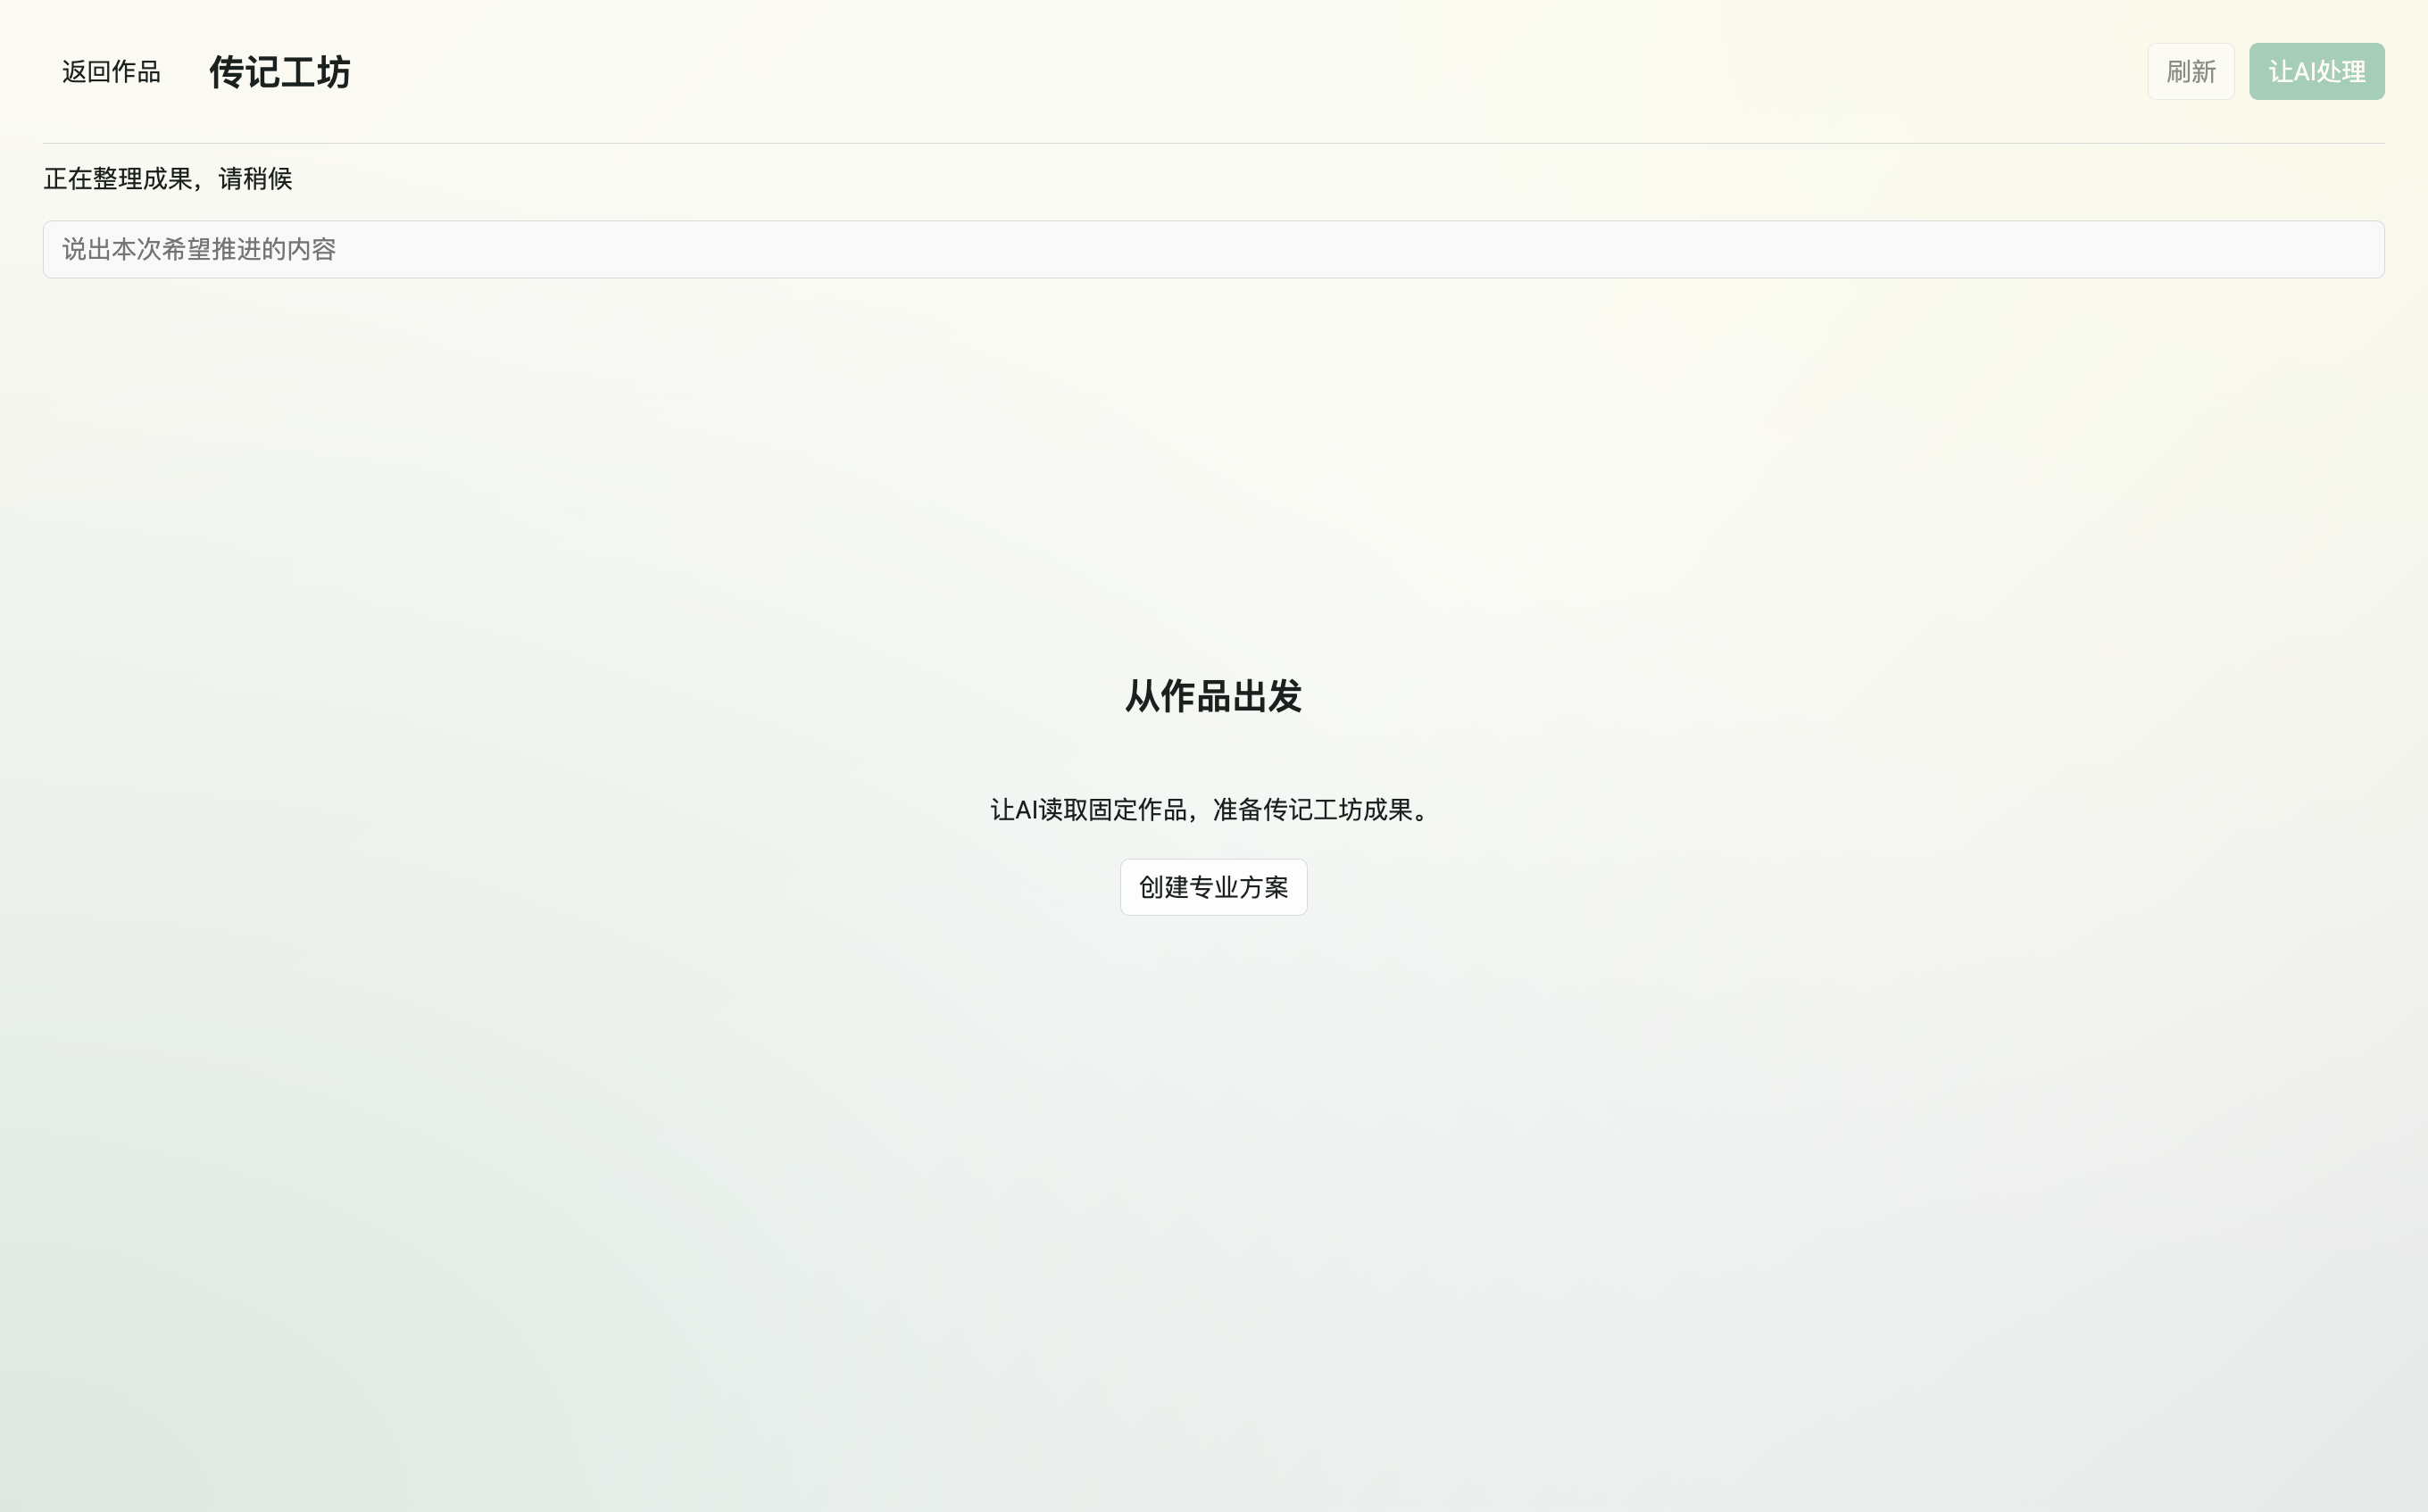 返回作品
传记工坊
刷新
让AI处理
正在整理成果，请稍候
说出本次希望推进的内容
从作品出发
让AI读取固定作品，准备传记工坊成果。
创建专业方案